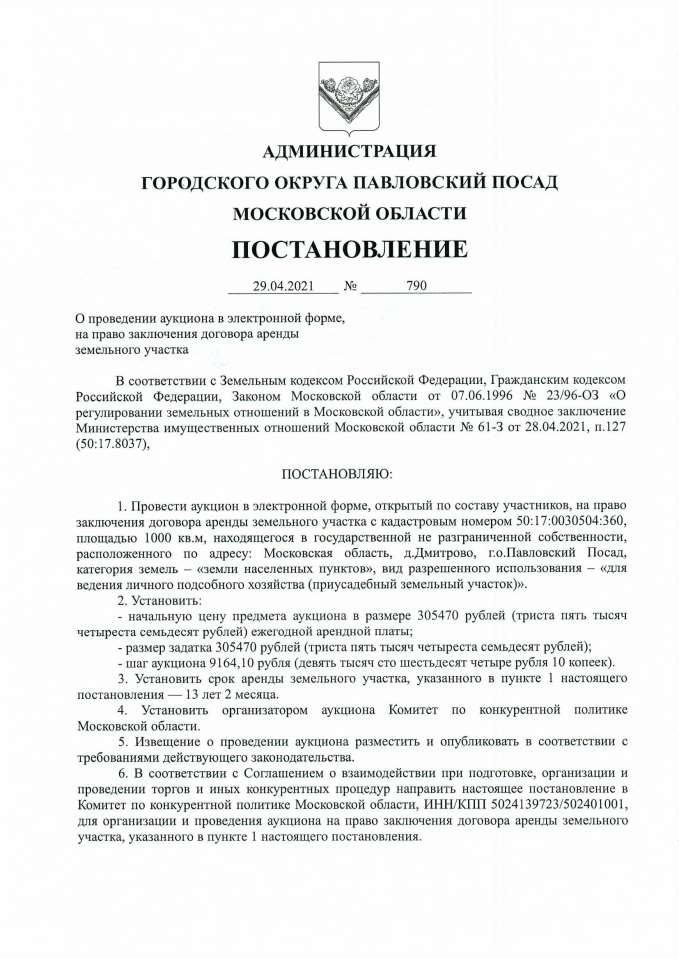 АДМИНИСТРАЦИЯ
ГОРОДСКОГО ОКРУГА ПАВЛОВСКИЙ ПОСАД
МОСКОВСКОЙ ОБЛАСТИ
ПОСТАНОВЛЕНИЕ
29.04.2021 № 790
О проведении аукциона в электронной форме,
на право заключения договора аренды
земельного участка
В соответствии с Земельным кодексом Российской Федерации, Гражданским кодексом
Российской Федерации, Законом Московской области от 07.06.1996 № 23/96-ОЗ «О
регулировании земельных отношений в Московской области», учитывая сводное заключение
Министерства имущественных отношений Московской области № 61-З от 28.04.2021, п.127
(50:17.8037),
ПОСТАНОВЛЯЮ:
1. Провести аукцион в электронной форме, открытый по составу участников, на право
заключения договора аренды земельного участка с кадастровым номером 50:17:0030504:360,
площадью 1000 кв.м, находящегося в государственной не разграниченной собственности,
расположенного по адресу: Московская область, д.Дмитрово, г.о.Павловский Посад,
категория земель – «земли населенных пунктов», вид разрешенного использования – «для
ведения личного подсобного хозяйства (приусадебный земельный участок)».
2. Установить:
- начальную цену предмета аукциона в размере 305470 рублей (триста пять тысяч
четыреста семьдесят рублей) ежегодной арендной платы;
- размер задатка 305470 рублей (триста пять тысяч четыреста семьдесят рублей);
- шаг аукциона 9164,10 рубля (девять тысяч сто шестьдесят четыре рубля 10 копеек).
3. Установить срок аренды земельного участка, указанного в пункте 1 настоящего
постановления — 13 лет 2 месяца.
4. Установить организатором аукциона Комитет по конкурентной политике
Московской области.
5. Извещение о проведении аукциона разместить и опубликовать в соответствии с
требованиями действующего законодательства.
6. В соответствии с Соглашением о взаимодействии при подготовке, организации и
проведении торгов и иных конкурентных процедур направить настоящее постановление в
Комитет по конкурентной политике Московской области, ИНН/КПП 5024139723/502401001,
для организации и проведения аукциона на право заключения договора аренды земельного
участка, указанного в пункте 1 настоящего постановления.